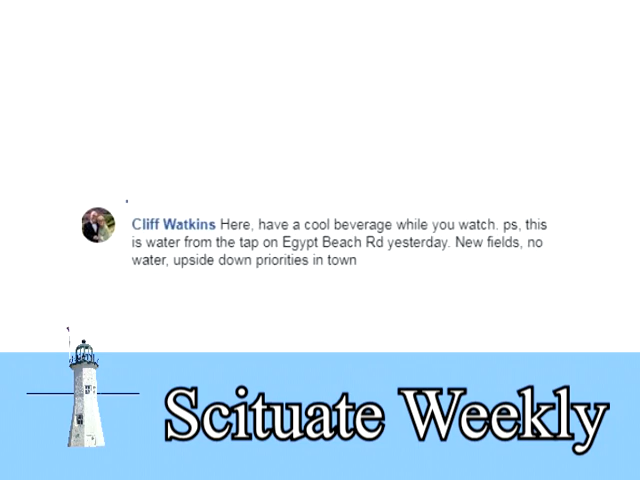 Cliff Watkins Here, have a cool beverage while you watch. ps, this
is water from the tap on Egypt Beach Rd yesterday. New fields, no
water, upside down priorities in town
Scituate Weekly